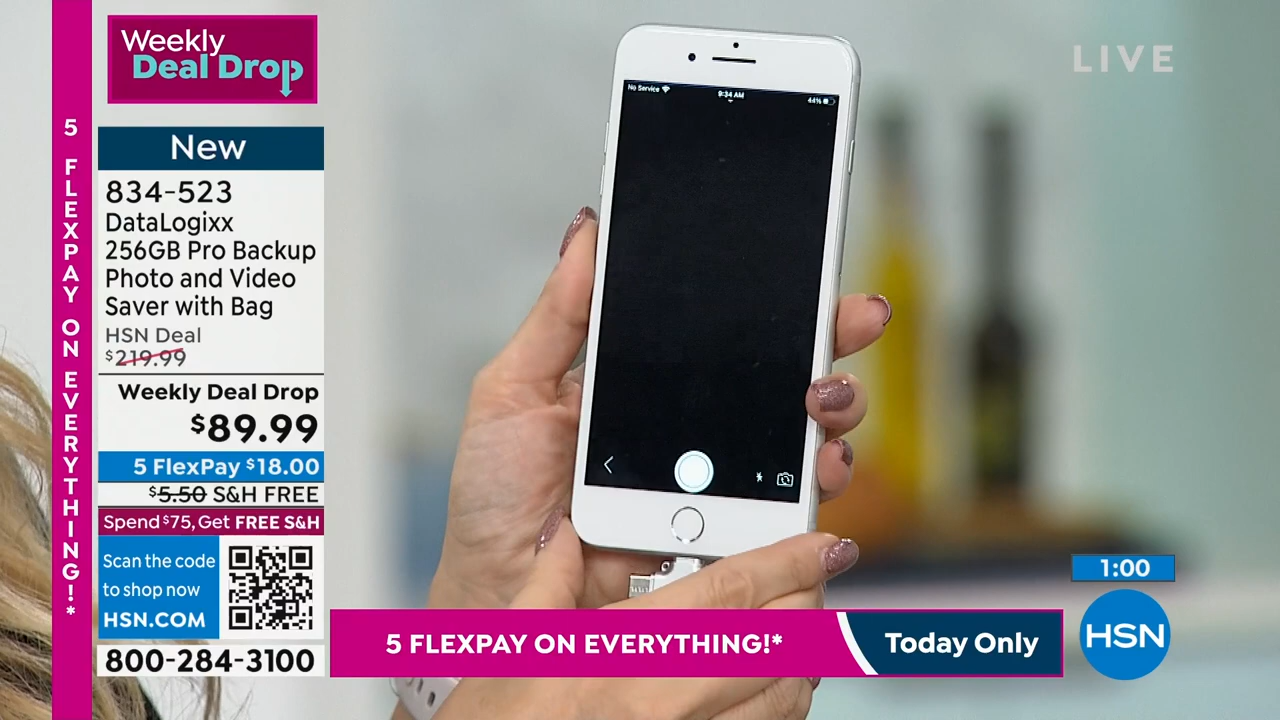 Weekly
Deal Drop
LIVE
5 FLEXPAY ON EVERYTHING!*
New
834-523
DataLogixx
256GB Pro Backup
Photo and Video
Saver with Bag
HSN Deal
$219.99
Weekly Deal Drop
$89.99
5 FlexPay $18.00
$5.50 S&H FREE
Spend $75, Get FREE S&H
Scan the code
to shop now
HSN.COM
800-284-3100
No Service
9:34 AM
44%
1:00
5 FLEXPAY ON EVERYTHING!*
Today Only
HSN